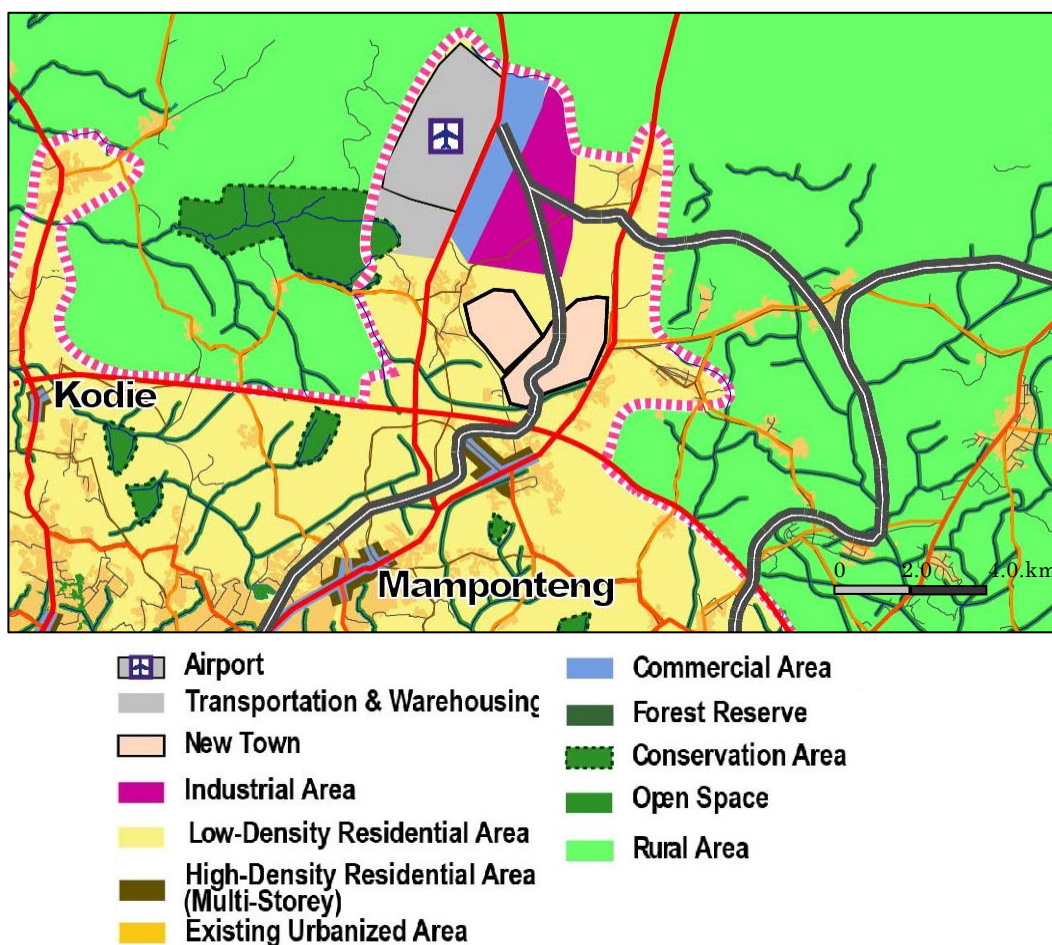 Kodie
Mamponteng
0 2.0 4.0.km
Airport
Transportation & Warehousing
New Town
Industrial Area
Low-Density Residential Area
High-Density Residential Area
(Multi-Storey)
Existing Urbanized Area
Commercial Area
Forest Reserve
Conservation Area
Open Space
Rural Area